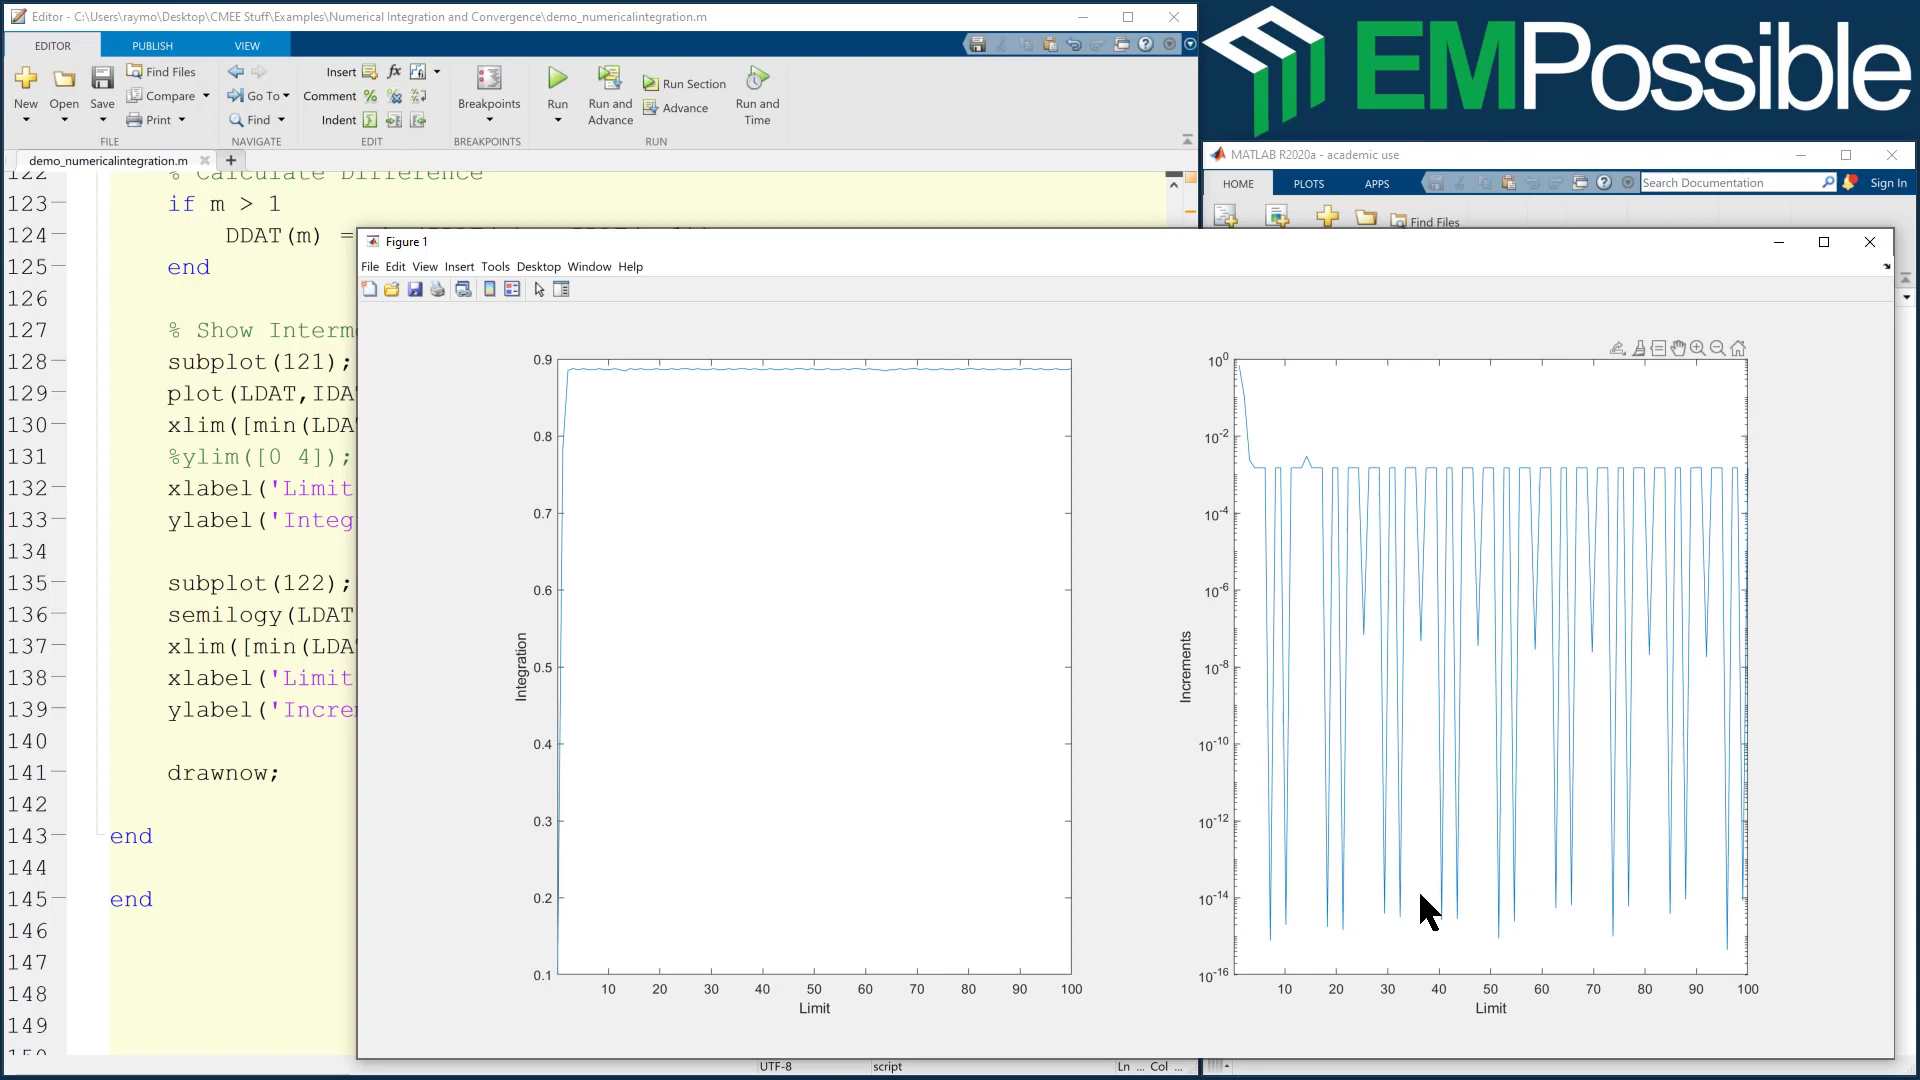 Editor - C:\Users\raymo\Desktop\CMEE Stuff\Examples\Numerical Integration and Convergence\demo_numericalintegration.m
EMPossible
EDITOR PUBLISH VIEW
New Open Save
Find Files
Compare
Print
FILE
Go To
Find
NAVIGATE
Insert fx
Comment %
Indent
EDIT
Breakpoints
BREAKPOINTS
Run
Run and Advance
Run Section
Advance
Run and Time
RUN
demo_numericalintegration.m
MATLAB R2020a - academic use
HOME PLOTS APPS
Search Documentation
Sign In
Find Files
122 % Calculate Difference
123 if m > 1
124 DDAT(m) =
125 end
126
127 % Show Interm
128 subplot(121);
129 plot(LDAT,IDA
130 xlim([min(LDA
131 %ylim([0 4]);
132 xlabel('Limit
133 ylabel('Integ
134
135 subplot(122);
136 semilogy(LDAT
137 xlim([min(LDA
138 xlabel('Limit
139 ylabel('Incre
140
141 drawnow;
142
143 end
144
145 end
146
147
148
149
150
Figure 1
File Edit View Insert Tools Desktop Window Help
0.9
0.8
0.7
0.6
0.5
0.4
0.3
0.2
0.1
Integration
10 20 30 40 50 60 70 80 90 100
Limit
10^0
10^-2
10^-4
10^-6
10^-8
10^-10
10^-12
10^-14
10^-16
Increments
10 20 30 40 50 60 70 80 90 100
Limit
UTF-8 script Ln ... Col ...